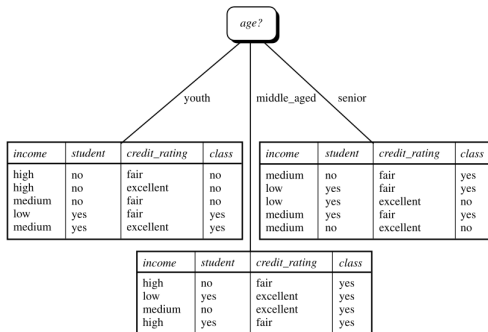 age?
youth middle_aged senior
income student credit_rating class
high no fair no
high no excellent no
medium no fair no
low yes fair yes
medium yes excellent yes
income student credit_rating class
medium no fair yes
low yes fair yes
low yes excellent no
medium yes fair yes
medium no excellent no
income student credit_rating class
high no fair yes
low yes excellent yes
medium no excellent yes
high yes fair yes